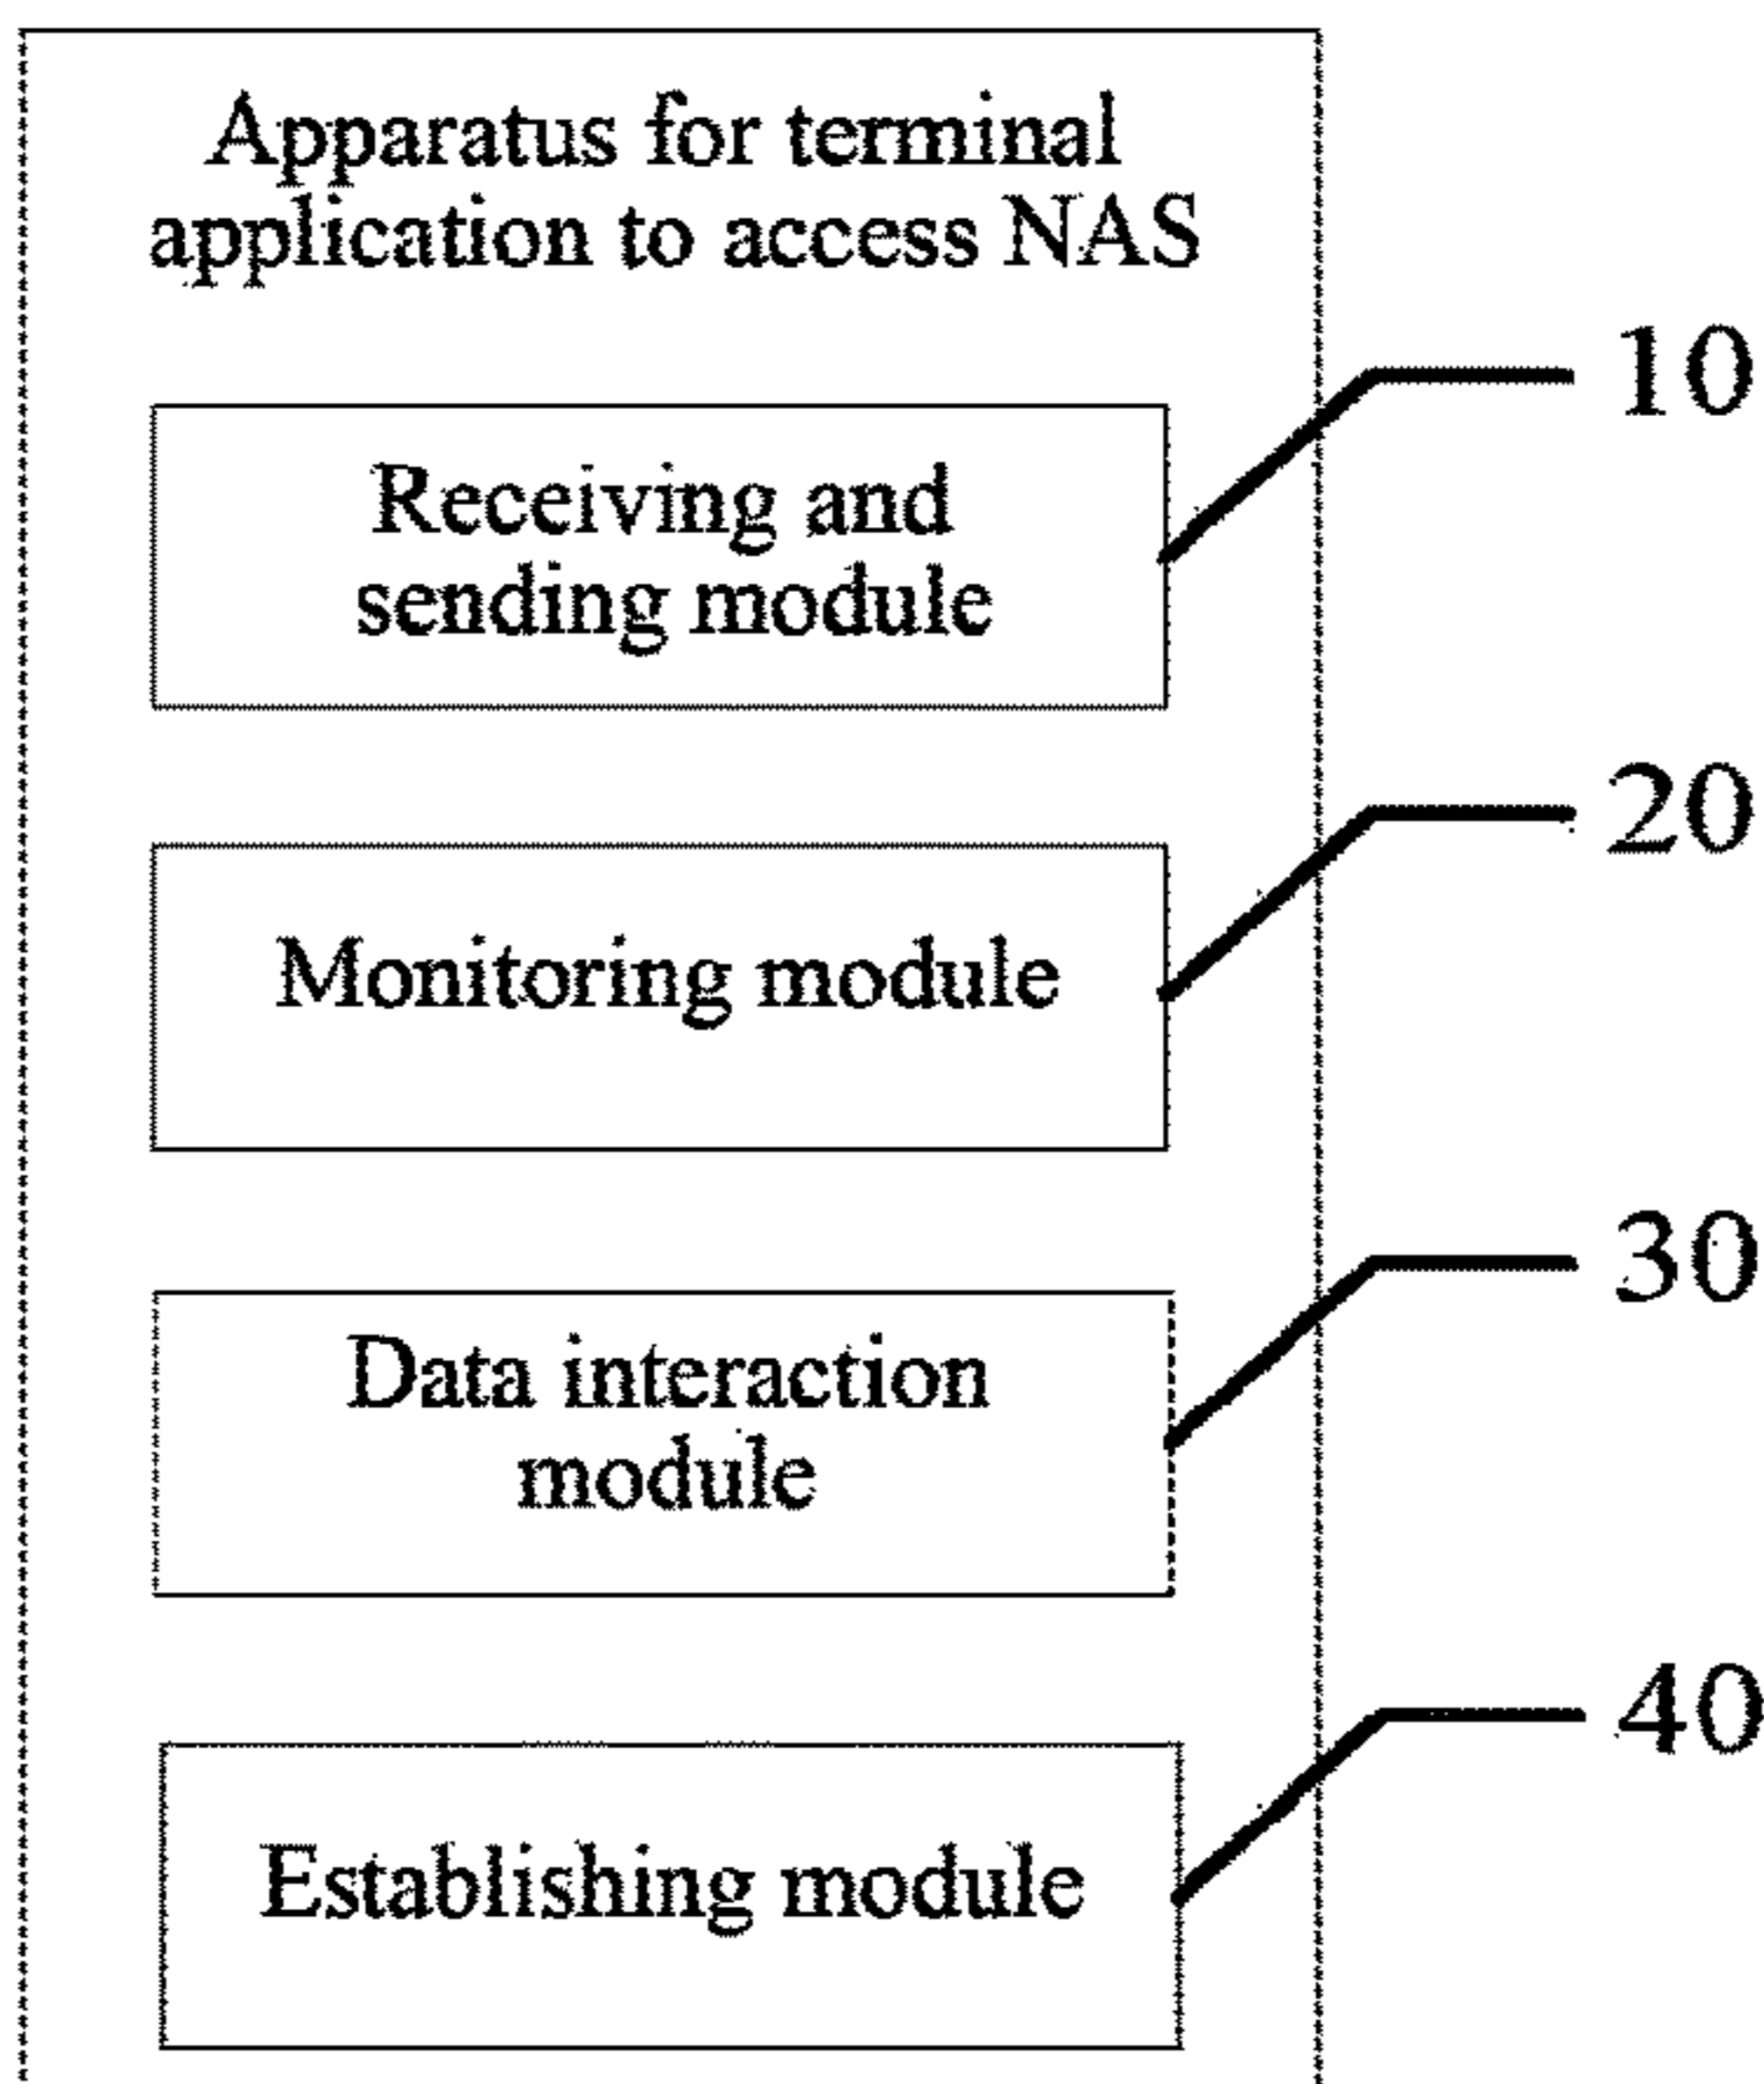 Apparatus for terminal
application to access NAS
10
Receiving and
sending module
20
Monitoring module
30
Data interaction
module
40
Establishing module